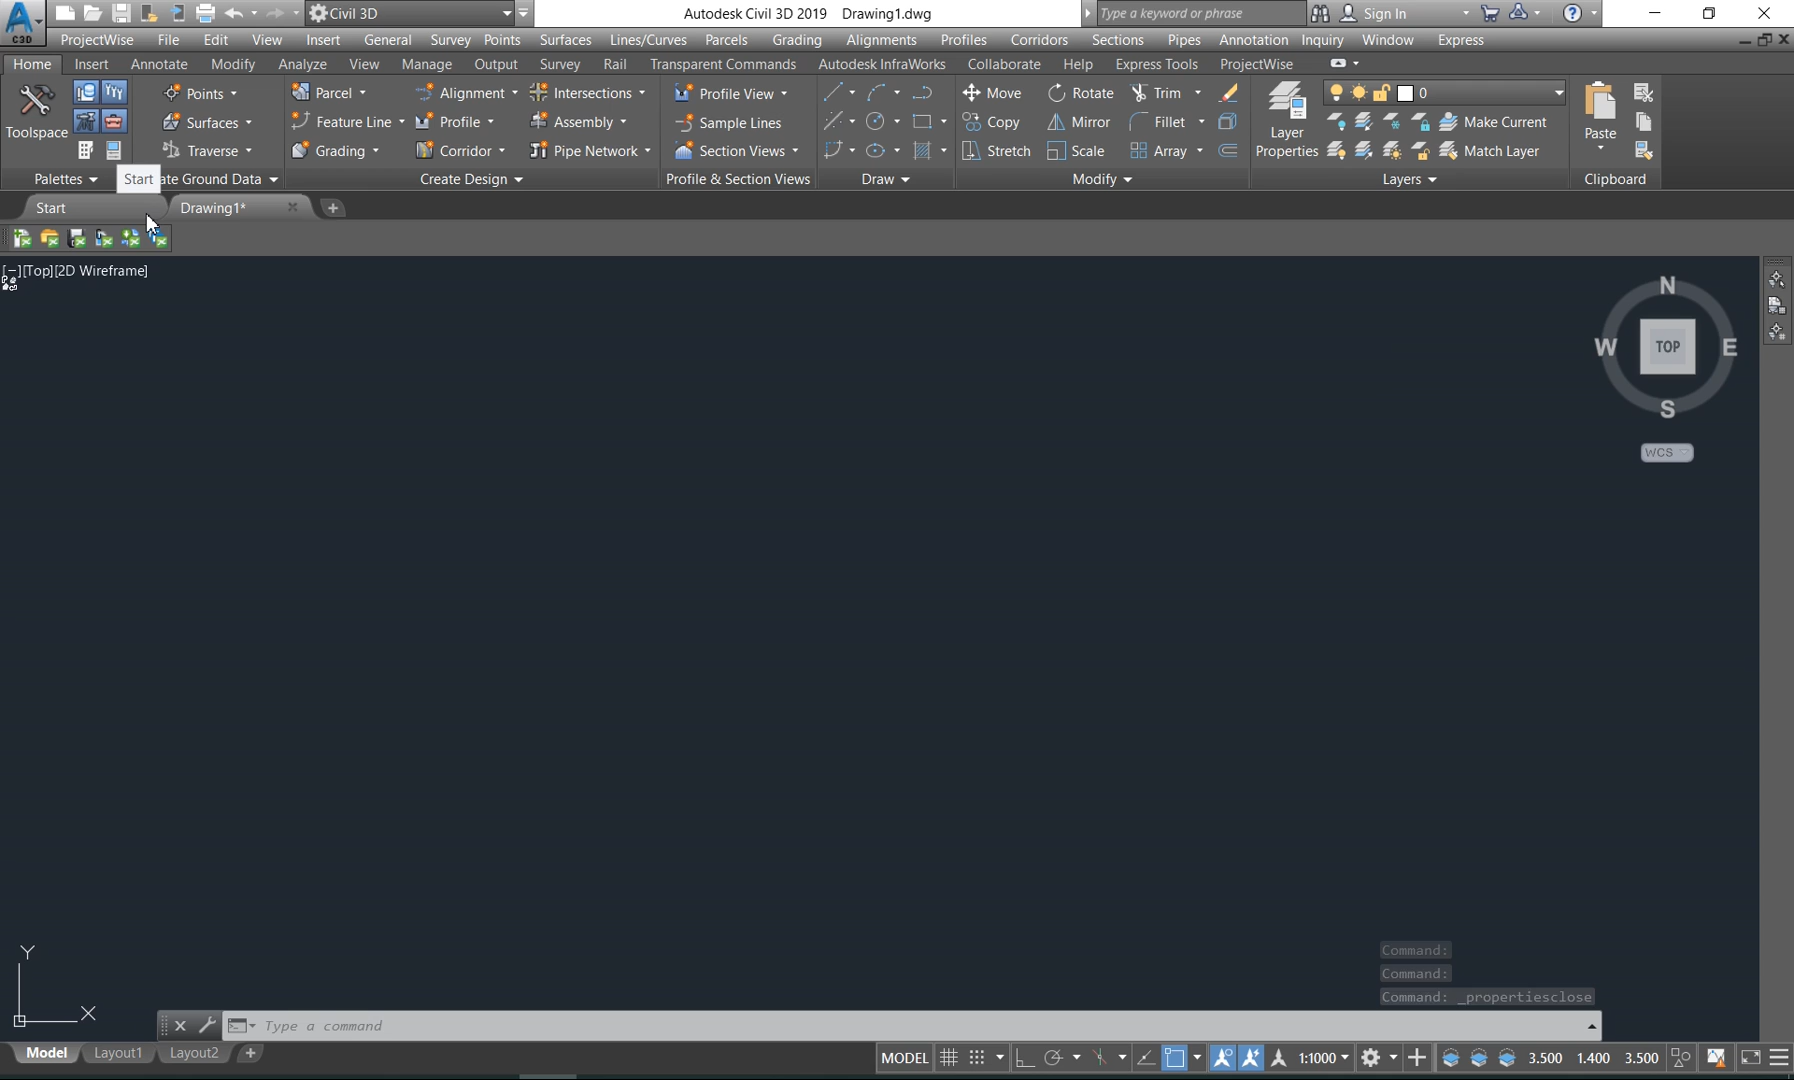 Civil 3D Autodesk Civil 3D 2019 Drawing1.dwg Type a keyword or phrase Sign In
C3D ProjectWise File Edit View Insert General Survey Points Surfaces Lines/Curves Parcels Grading Alignments Profiles Corridors Sections Pipes Annotation Inquiry Window Express
Home Insert Annotate Modify Analyze View Manage Output Survey Rail Transparent Commands Autodesk InfraWorks Collaborate Help Express Tools ProjectWise
Points Parcel Alignment Intersections Profile View Move Rotate Trim 0
Toolspace Surfaces Feature Line Profile Assembly Sample Lines Copy Mirror Fillet Layer Properties Make Current Paste
Traverse Grading Corridor Pipe Network Section Views Stretch Scale Array Match Layer
Palettes Start ate Ground Data Create Design Profile & Section Views Draw Modify Layers Clipboard
Start Drawing1*
[−][Top][2D Wireframe]
N
W TOP E
S
WCS
Y
X
Command:
Command:
Command: _propertiesclose
Type a command
Model Layout1 Layout2 MODEL 1:1000 3.500 1.400 3.500